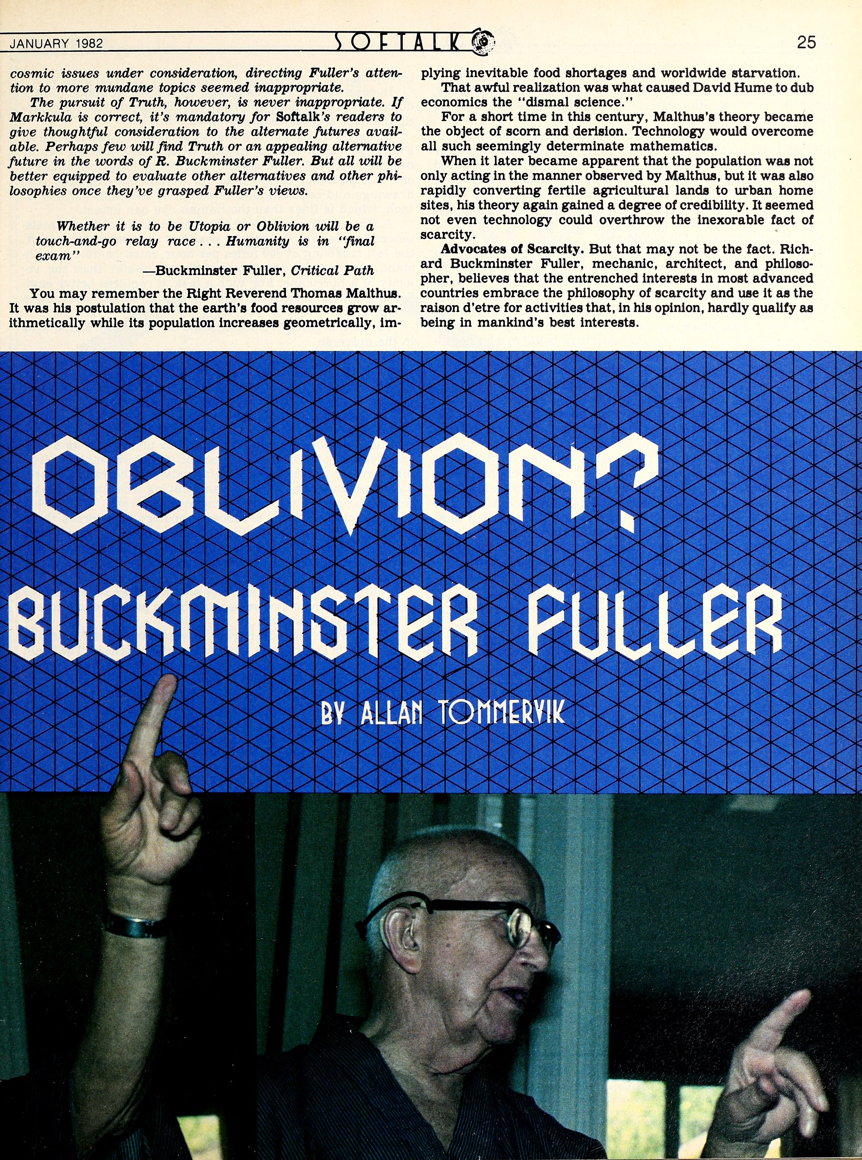 JANUARY 1982
SOFTALK
25
cosmic issues under consideration, directing Fuller's atten-
tion to more mundane topics seemed inappropriate.
The pursuit of Truth, however, is never inappropriate. If
Markkula is correct, it's mandatory for Softalk's readers to
give thoughtful consideration to the alternate futures avail-
able. Perhaps few will find Truth or an appealing alternative
future in the words of R. Buckminster Fuller. But all will be
better equipped to evaluate other alternatives and other phi-
losophies once they've grasped Fuller's views.
Whether it is to be Utopia or Oblivion will be a
touch-and-go relay race . . . Humanity is in "final
exam"
—Buckminster Fuller, Critical Path
You may remember the Right Reverend Thomas Malthus.
It was his postulation that the earth's food resources grow ar-
ithmetically while its population increases geometrically, im-
plying inevitable food shortages and worldwide starvation.
That awful realization was what caused David Hume to dub
economics the "dismal science."
For a short time in this century, Malthus's theory became
the object of scorn and derision. Technology would overcome
all such seemingly determinate mathematics.
When it later became apparent that the population was not
only acting in the manner observed by Malthus, but it was also
rapidly converting fertile agricultural lands to urban home
sites, his theory again gained a degree of credibility. It seemed
not even technology could overthrow the inexorable fact of
scarcity.
Advocates of Scarcity. But that may not be the fact. Rich-
ard Buckminster Fuller, mechanic, architect, and philoso-
pher, believes that the entrenched interests in most advanced
countries embrace the philosophy of scarcity and use it as the
raison d'etre for activities that, in his opinion, hardly qualify as
being in mankind's best interests.
OBLIVION?
BUCKMINSTER FULLER
BY ALLAN TOMMERVIK